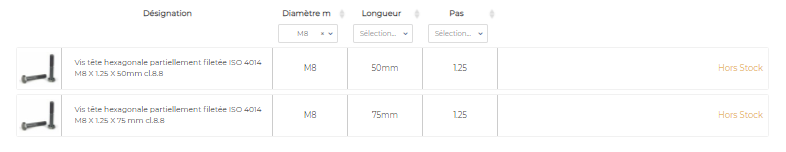 Désignation Diamètre m Longueur Pas
M8 × Sélection... Sélection...
Vis tête hexagonale partiellement filetée ISO 4014
M8 X 1.25 X 50mm cl.8.8
M8 50mm 1.25 Hors Stock
Vis tête hexagonale partiellement filetée ISO 4014
M8 X 1.25 X 75 mm cl.8.8
M8 75mm 1.25 Hors Stock